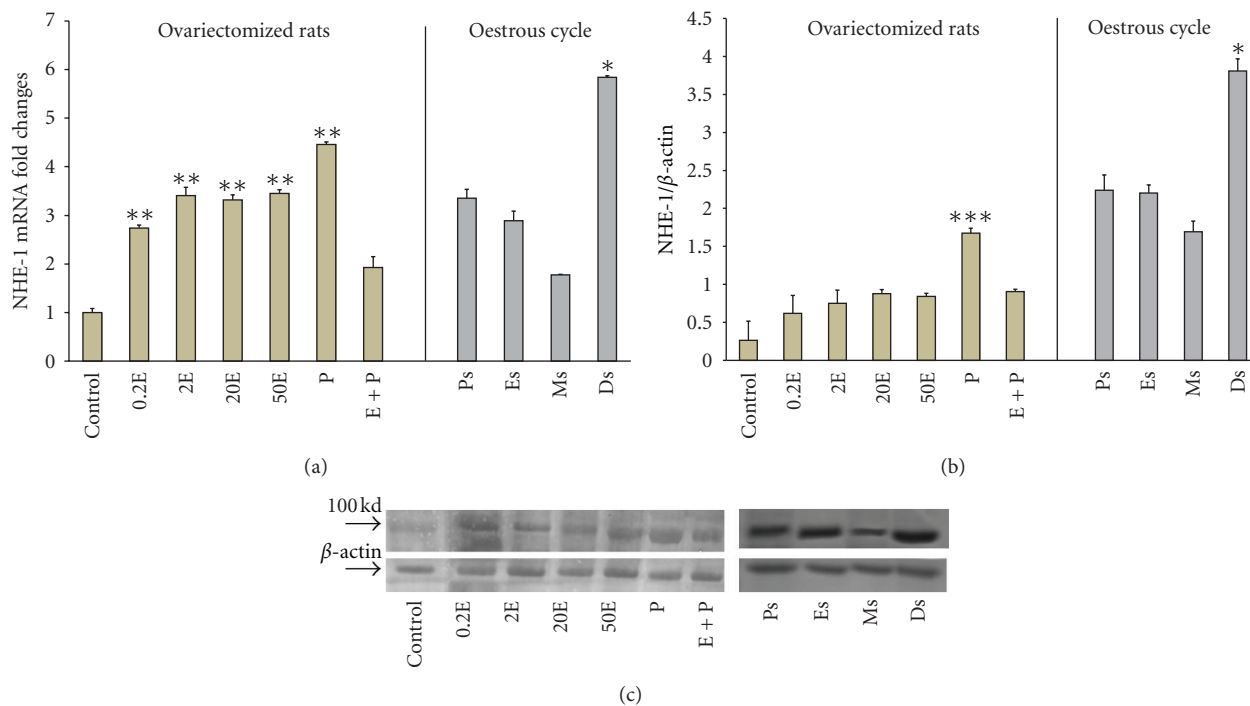 7
6
5
4
3
2
1
0
NHE-1 mRNA fold changes
Ovariectomized rats
Oestrous cycle
**
**
**
**
**
*
Control
0.2E
2E
20E
50E
P
E + P
Ps
Es
Ms
Ds
(a)
4.5
4
3.5
3
2.5
2
1.5
1
0.5
0
NHE-1/β-actin
Ovariectomized rats
Oestrous cycle
***
*
Control
0.2E
2E
20E
50E
P
E + P
Ps
Es
Ms
Ds
(b)
100 kd
β-actin
Control
0.2E
2E
20E
50E
P
E + P
Ps
Es
Ms
Ds
(c)